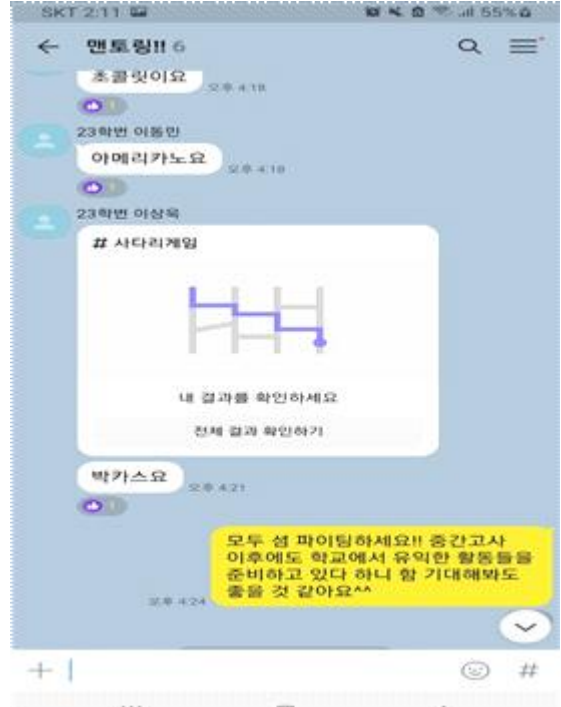 SKT 2:11
55%
맨토링!! 6
초콜릿이요
오후 4:18
1
23학번 이동민
아메리카노요
오후 4:18
1
23학번 이상욱
# 사다리게임
내 결과를 확인하세요
전체 결과 확인하기
박카스요
오후 4:21
1
모두 셤 파이팅하세요!! 중간고사
이후에도 학교에서 유익한 활동들을
준비하고 있다 하니 함 기대해봐도
좋을 것 같아요^^
오후 4:24
#